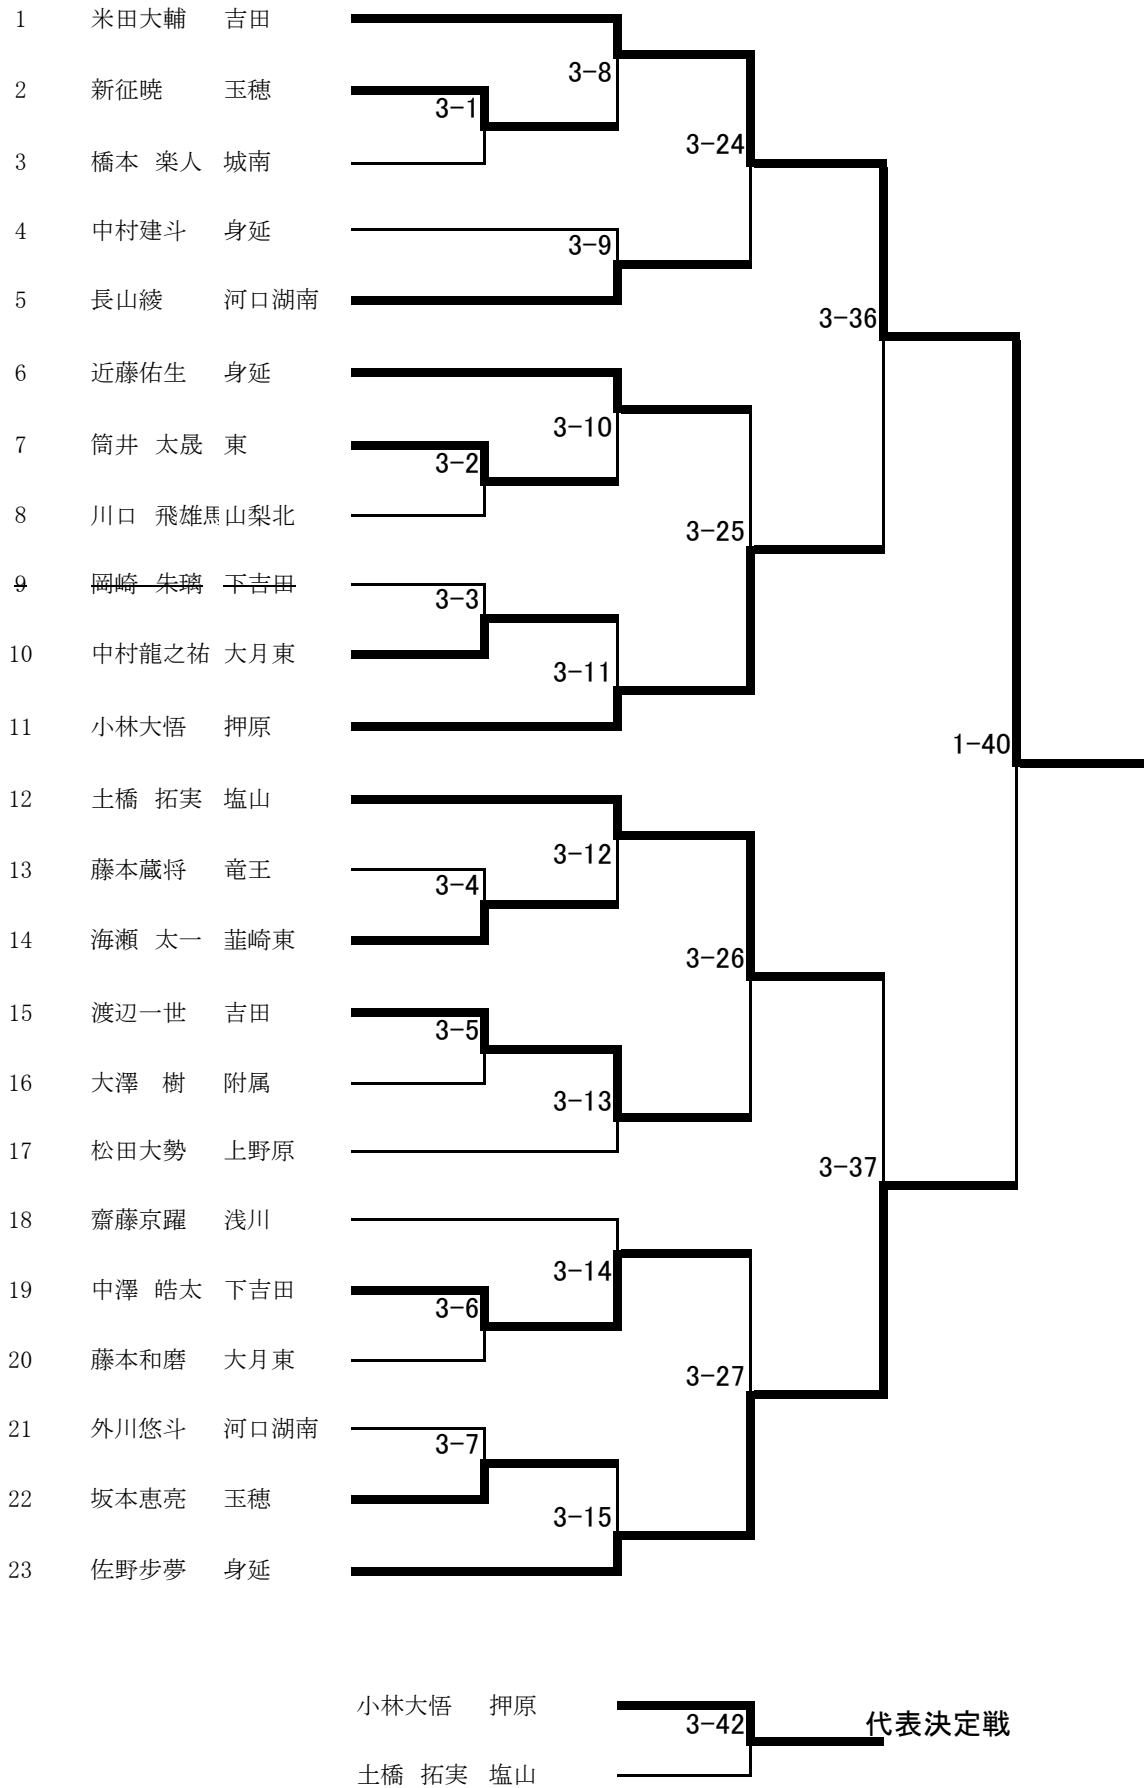 1 米田大輔 吉田
3-8
2 新征暁 玉穂
3-1
3-24
3 橋本 楽人 城南
4 中村建斗 身延
3-9
5 長山綾 河口湖南
3-36
6 近藤佑生 身延
3-10
7 筒井 太晟 東
3-2
8 川口 飛雄馬 山梨北
3-25
9 岡崎 朱璃 下吉田
3-3
10 中村龍之祐 大月東
3-11
11 小林大悟 押原
1-40
12 土橋 拓実 塩山
3-12
13 藤本蔵将 竜王
3-4
14 海瀬 太一 韮崎東
3-26
15 渡辺一世 吉田
3-5
16 大澤 樹 附属
3-13
17 松田大勢 上野原
3-37
18 齋藤京躍 浅川
3-14
19 中澤 皓太 下吉田
3-6
20 藤本和磨 大月東
3-27
21 外川悠斗 河口湖南
3-7
22 坂本恵亮 玉穂
3-15
23 佐野歩夢 身延
小林大悟 押原
3-42 代表決定戦
土橋 拓実 塩山